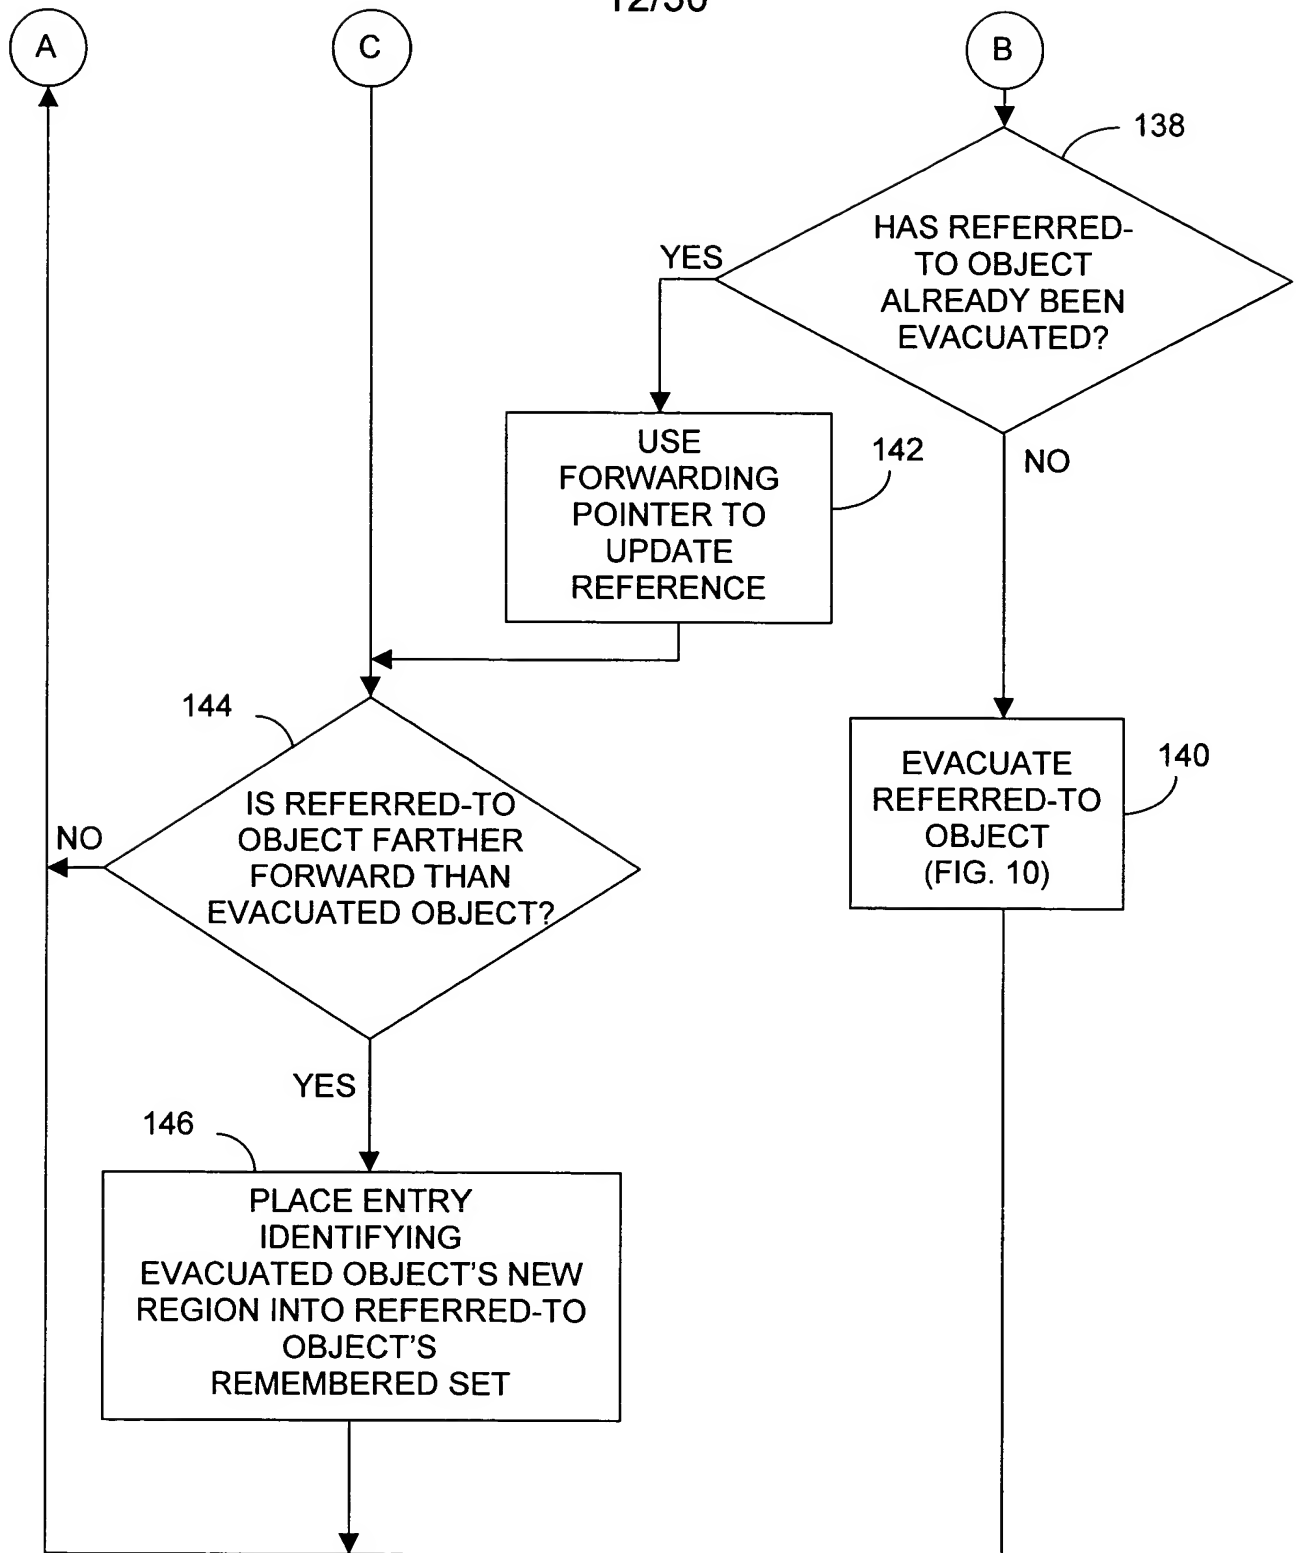 12/30
A
C
B
138
HAS REFERRED-
TO OBJECT
ALREADY BEEN
EVACUATED?
YES
USE
FORWARDING
POINTER TO
UPDATE
REFERENCE
142
NO
144
IS REFERRED-TO
OBJECT FARTHER
FORWARD THAN
EVACUATED OBJECT?
NO
EVACUATE
REFERRED-TO
OBJECT
(FIG. 10)
140
YES
146
PLACE ENTRY
IDENTIFYING
EVACUATED OBJECT'S NEW
REGION INTO REFERRED-TO
OBJECT'S
REMEMBERED SET